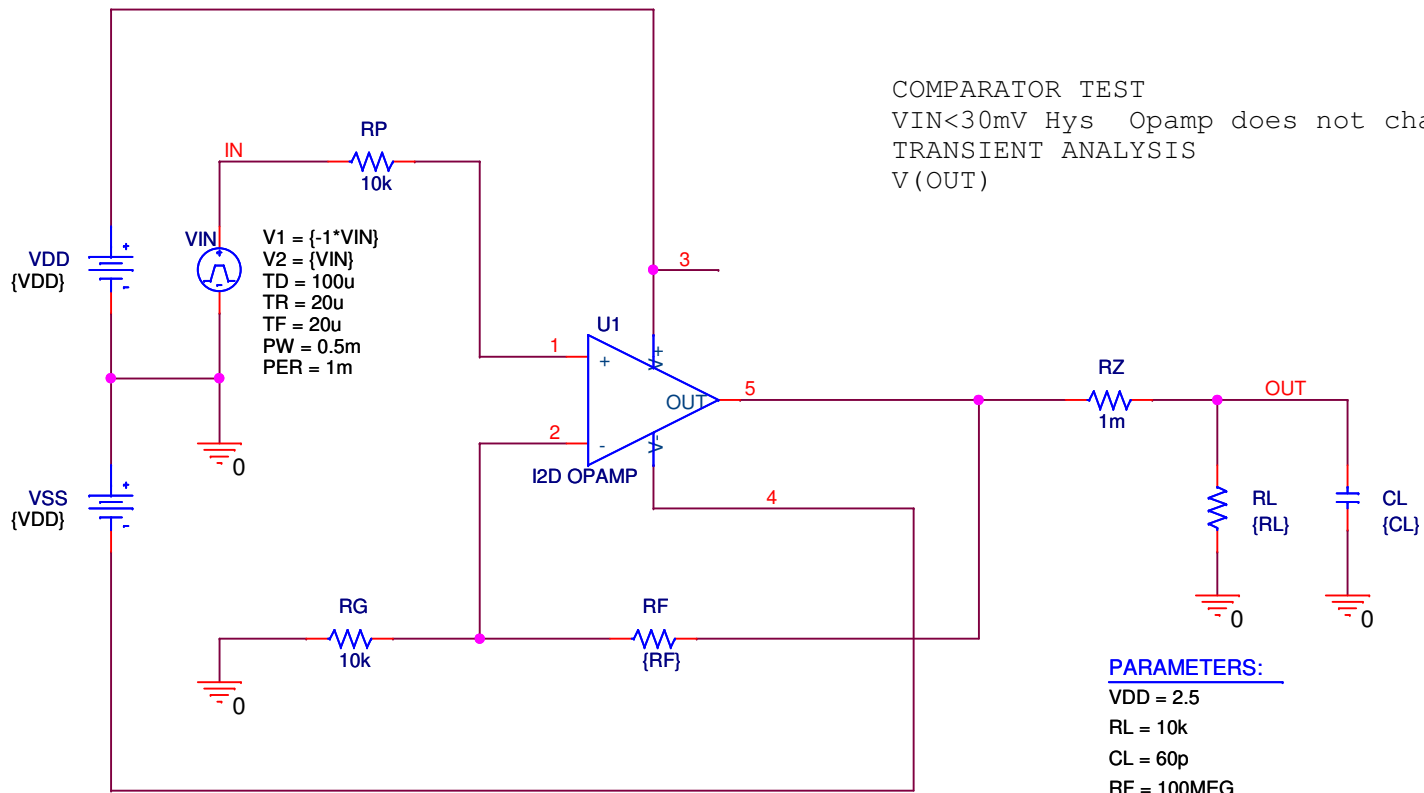 COMPARATOR TEST
VIN<30mV Hys Opamp does not
TRANSIENT ANALYSIS
V(OUT)
RP
10k
IN
VDD
{VDD}
VIN
V1 = {-1*VIN}
V2 = {VIN}
TD = 100u
TR = 20u
TF = 20u
PW = 0.5m
PER = 1m
0
3
U1
1
+
V+
OUT
5
2
-
V-
I2D OPAMP
4
RZ
1m
OUT
VSS
{VDD}
RL
{RL}
CL
{CL}
0
0
RG
10k
RF
{RF}
0
PARAMETERS:
VDD = 2.5
RL = 10k
CL = 60p
RF = 100MEG